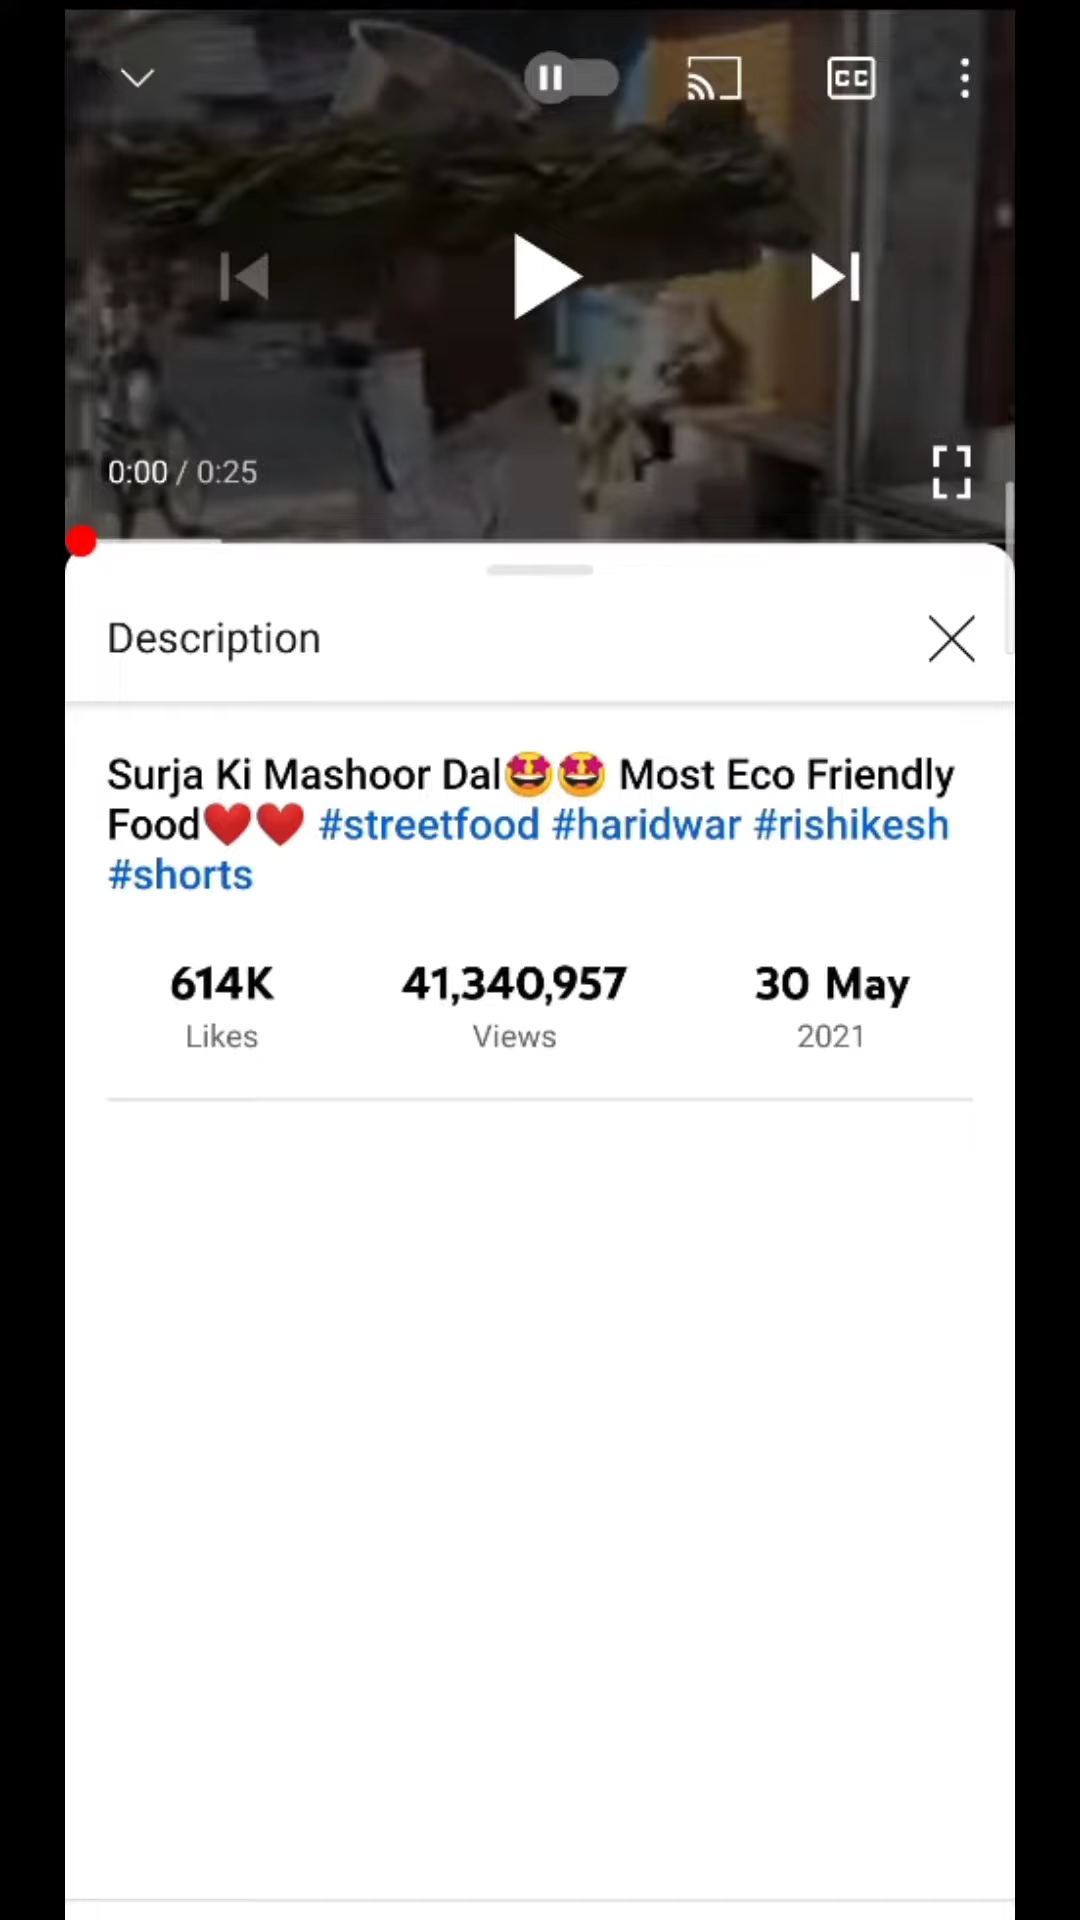 CC
0:00 / 0:25
Description
Surja Ki Mashoor Dal🤩🤩 Most Eco Friendly
Food❤️❤️ #streetfood #haridwar #rishikesh
#shorts
614K 41,340,957 30 May
Likes Views 2021